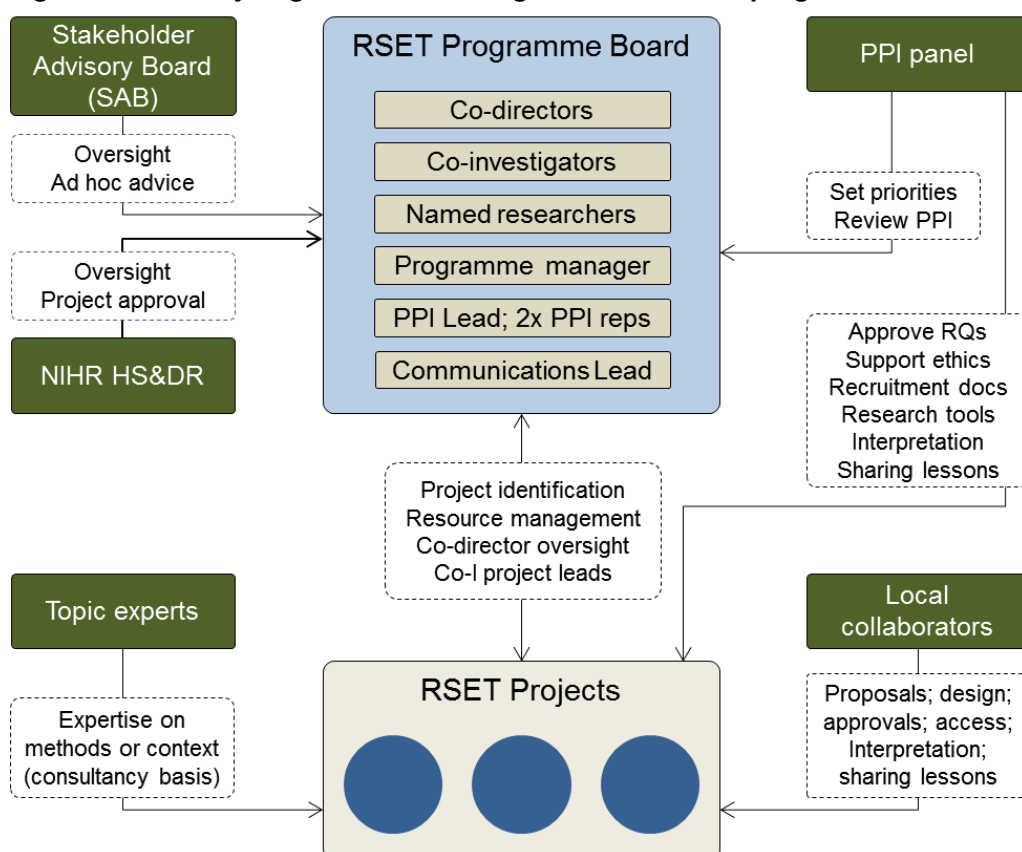 Stakeholder
Advisory Board
(SAB)
Oversight
Ad hoc advice
Oversight
Project approval
NIHR HS&DR
RSET Programme Board
Co-directors
Co-investigators
Named researchers
Programme manager
PPI Lead; 2x PPI reps
Communications Lead
PPI panel
Set priorities
Review PPI
Approve RQs
Support ethics
Recruitment docs
Research tools
Interpretation
Sharing lessons
Project identification
Resource management
Co-director oversight
Co-I project leads
Topic experts
Expertise on
methods or context
(consultancy basis)
RSET Projects
Local
collaborators
Proposals; design;
approvals; access;
Interpretation;
sharing lessons